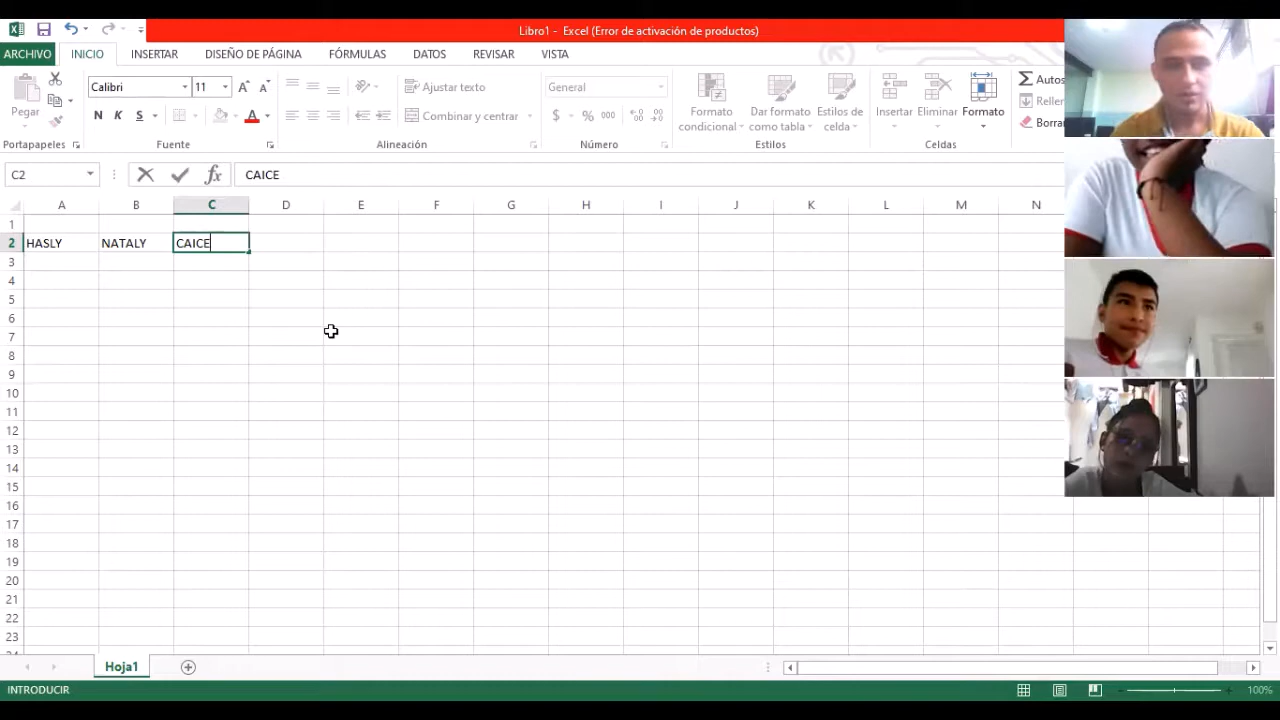 Libro1 - Excel (Error de activación de productos)
ARCHIVO INICIO INSERTAR DISEÑO DE PÁGINA FÓRMULAS DATOS REVISAR VISTA
Calibri 11 Ajustar texto General Autos
Pegar Formato condicional Dar formato como tabla Estilos de celda Insertar Eliminar Formato Reller
N K S A Combinar y centrar $ % 000 Borra
Portapapeles Fuente Alineación Número Estilos Celdas
C2 fx CAICE
A B C D E F G H I J K L M N
1
2 HASLY NATALY CAICE
3
4
5
6
7
8
9
10
11
12
13
14
15
16
17
18
19
20
21
22
23
Hoja1
INTRODUCIR 100%